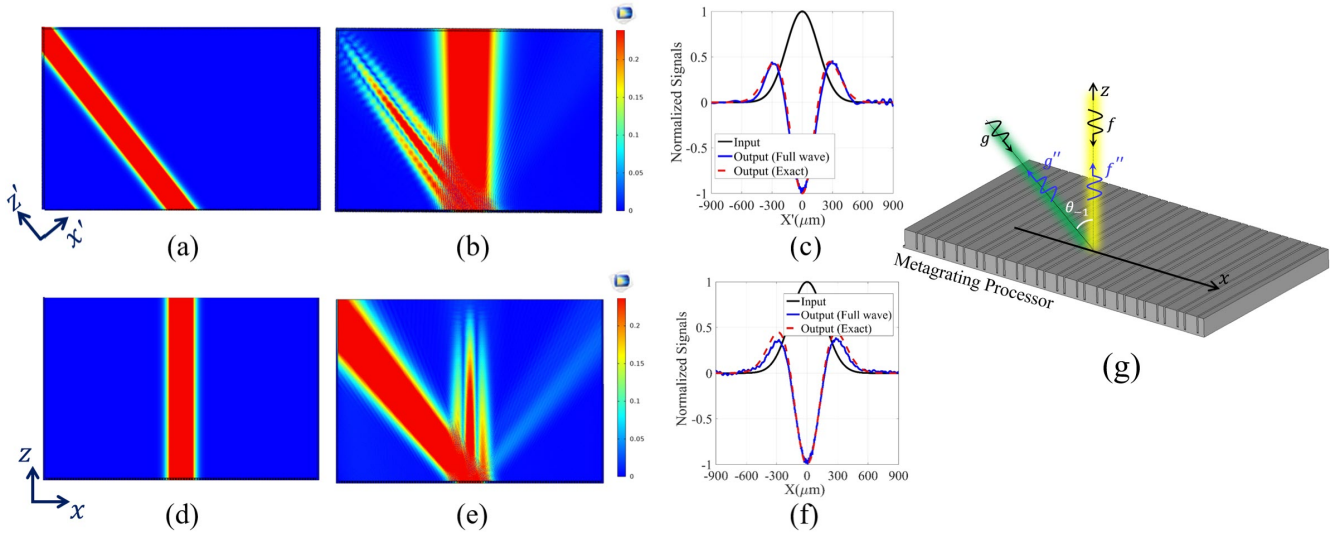 0.2
0.15
0.1
0.05
0
z′
x′
(a)
(b)
Normalized Signals
1
0.5
0
-0.5
-1
Input
Output (Full wave)
Output (Exact)
-900 -600 -300 0 300 600 900
X'(μm)
(c)
z
x
(d)
0.2
0.15
0.1
0.05
0
(e)
Normalized Signals
1
0.5
0
-0.5
-1
Input
Output (Full wave)
Output (Exact)
-900 -600 -300 0 300 600 900
X(μm)
(f)
z
f
g
g″
f″
θ₋₁
x
Metagrating Processor
(g)